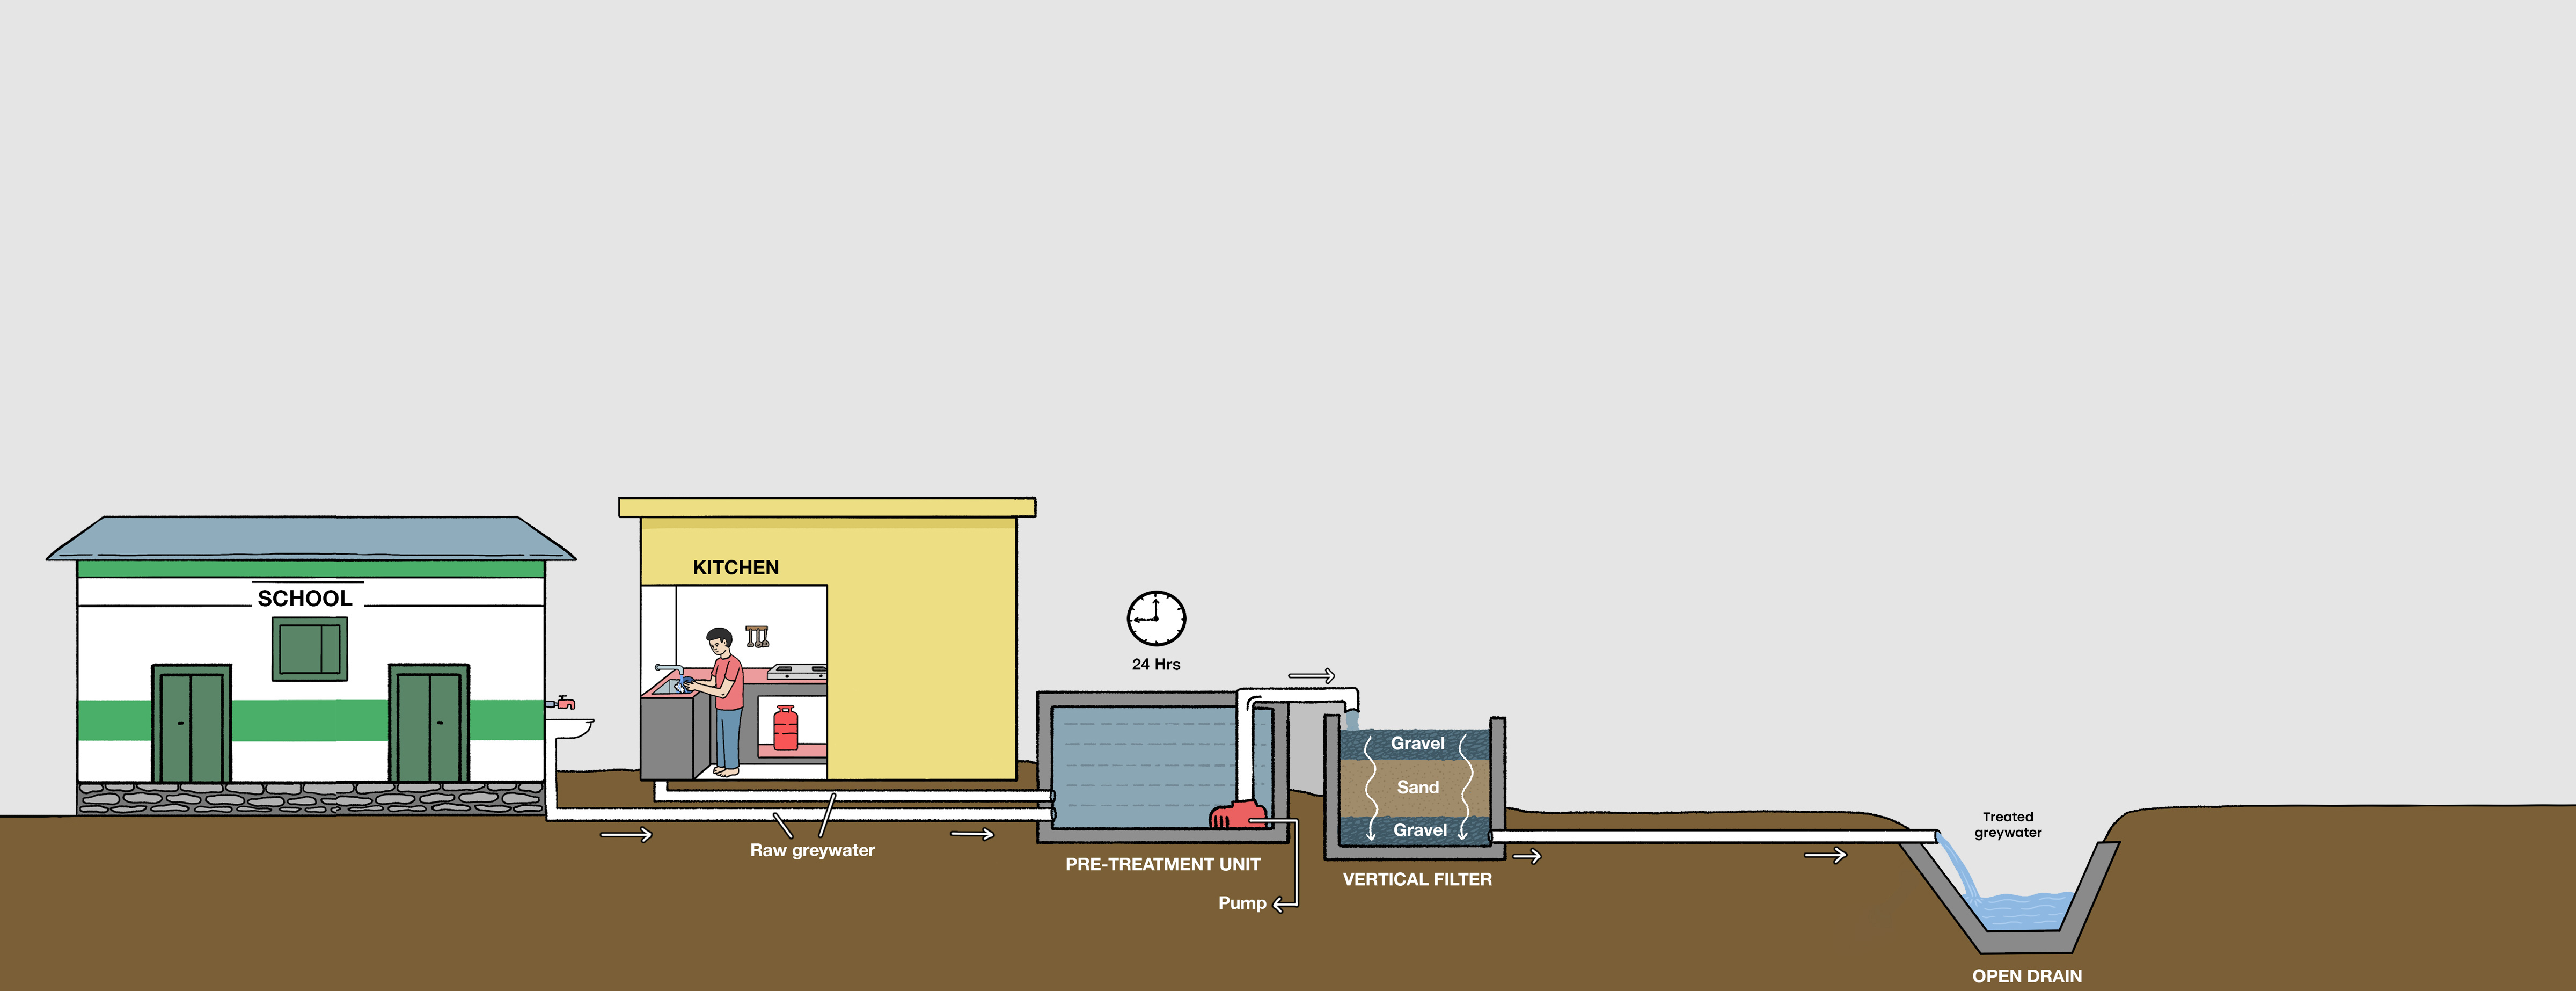 SCHOOL
KITCHEN
Raw greywater
24 Hrs
PRE-TREATMENT UNIT
Pump
Gravel
Sand
Gravel
VERTICAL FILTER
Treated
greywater
OPEN DRAIN